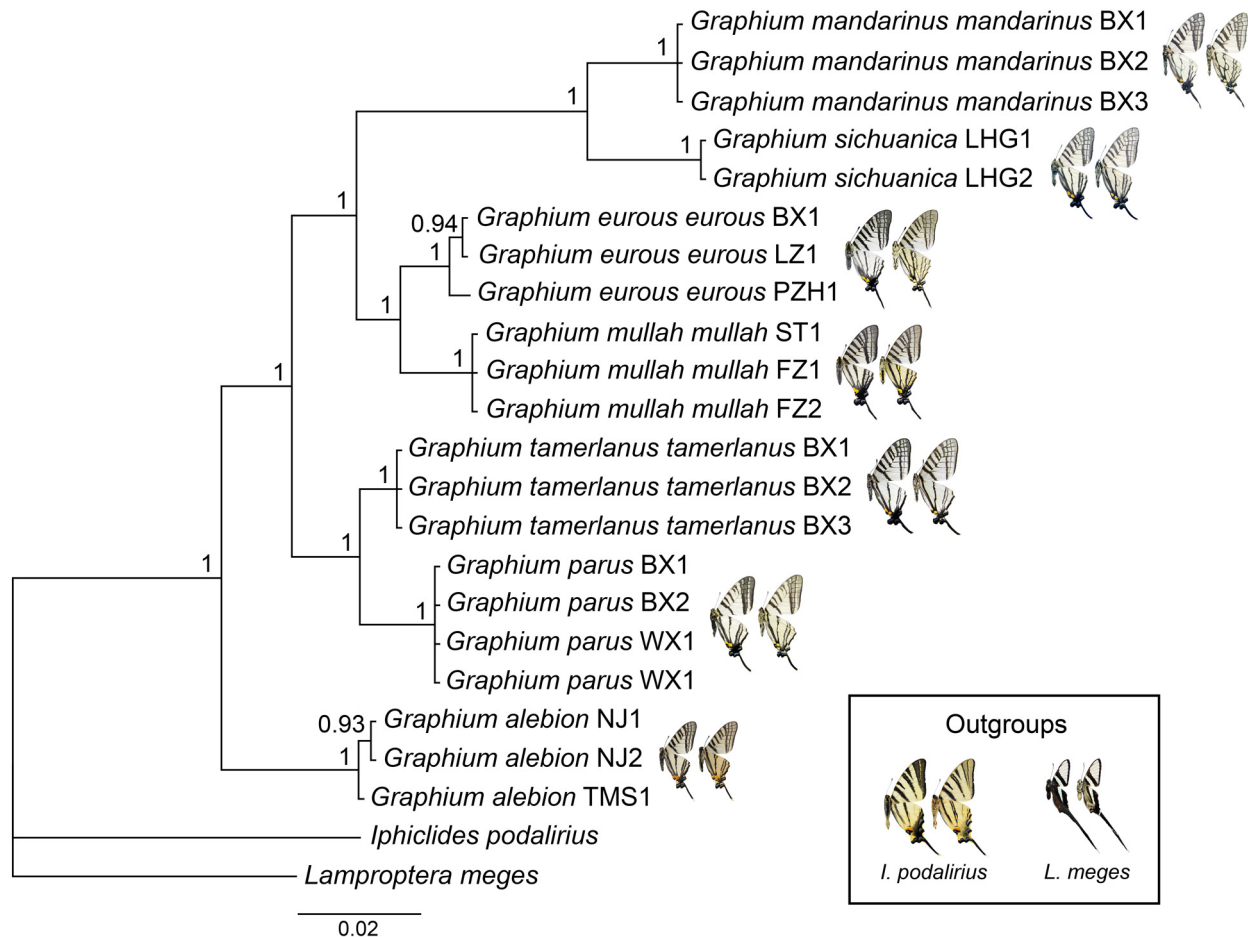 Graphium mandarinus mandarinus BX1
1
Graphium mandarinus mandarinus BX2
1
Graphium mandarinus mandarinus BX3
Graphium sichuanica LHG1
1
Graphium sichuanica LHG2
1
Graphium eurous eurous BX1
0.94
Graphium eurous eurous LZ1
1
Graphium eurous eurous PZH1
1
Graphium mullah mullah ST1
1
Graphium mullah mullah FZ1
1
Graphium mullah mullah FZ2
Graphium tamerlanus tamerlanus BX1
1
Graphium tamerlanus tamerlanus BX2
Graphium tamerlanus tamerlanus BX3
1
Graphium parus BX1
1
Graphium parus BX2
1
Graphium parus WX1
Graphium parus WX1
Graphium alebion NJ1
0.93
Graphium alebion NJ2
1
Graphium alebion TMS1
Iphiclides podalirius
Lamproptera meges
0.02
Outgroups
I. podalirius
L. meges